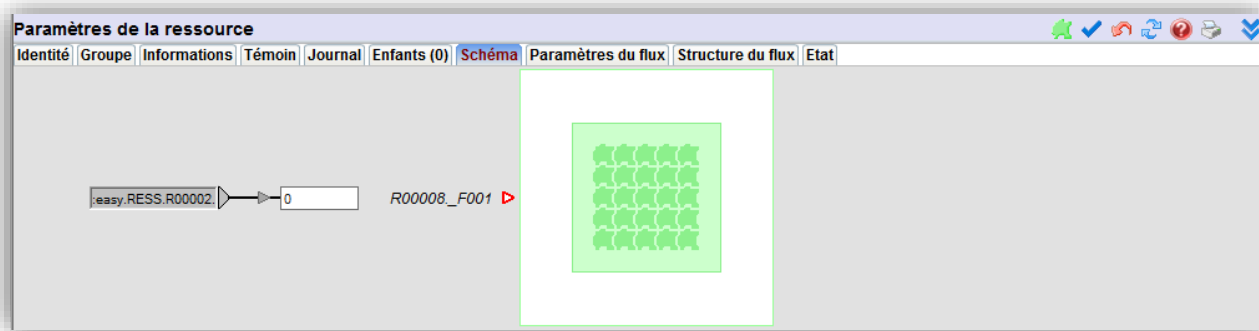 Paramètres de la ressource
Identité Groupe Informations Témoin Journal Enfants (0) Schéma Paramètres du flux Structure du flux Etat
:easy.RESS.R00002. 0 R00008._F001